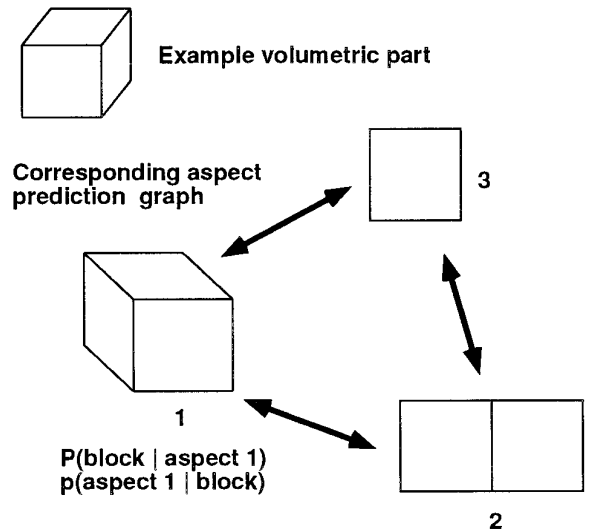 Example volumetric part
Corresponding aspect
prediction graph
3
1
P(block | aspect 1)
p(aspect 1 | block)
2